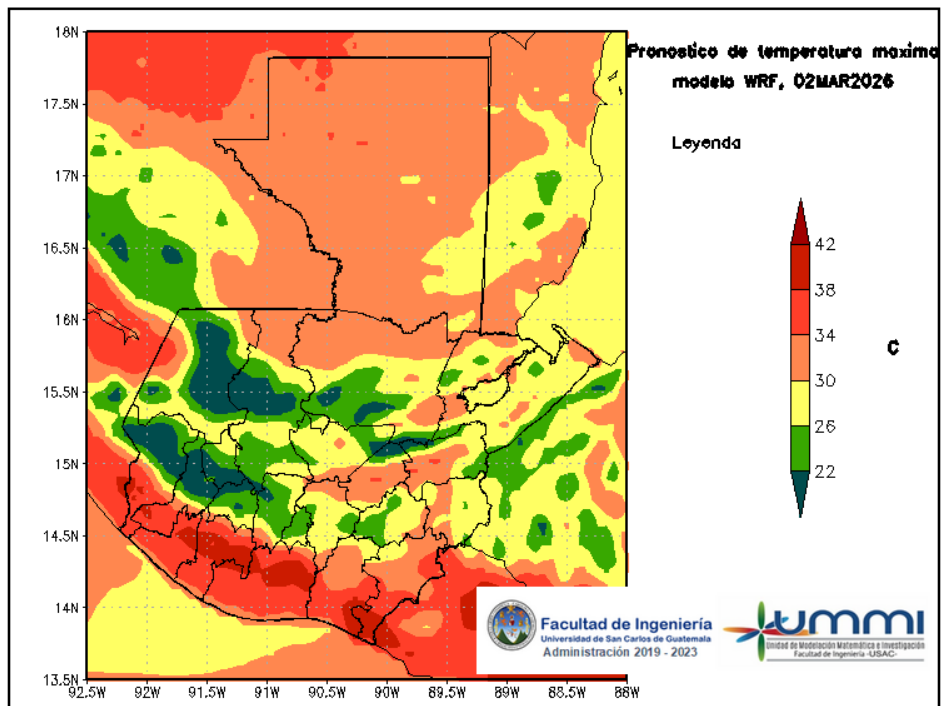 Pronostico de temperatura maxima
modelo WRF, 02MAR2026
Leyenda
42
38
34
30
26
22
C
18N
17.5N
17N
16.5N
16N
15.5N
15N
14.5N
14N
13.5N
92.5W 92W 91.5W 91W 90.5W 90W 89.5W 89W 88.5W 88W
Facultad de Ingeniería
Universidad de San Carlos de Guatemala
Administración 2019 - 2023
UMMI
Unidad de Modelación Matemática e Investigación
Facultad de Ingeniería -USAC-